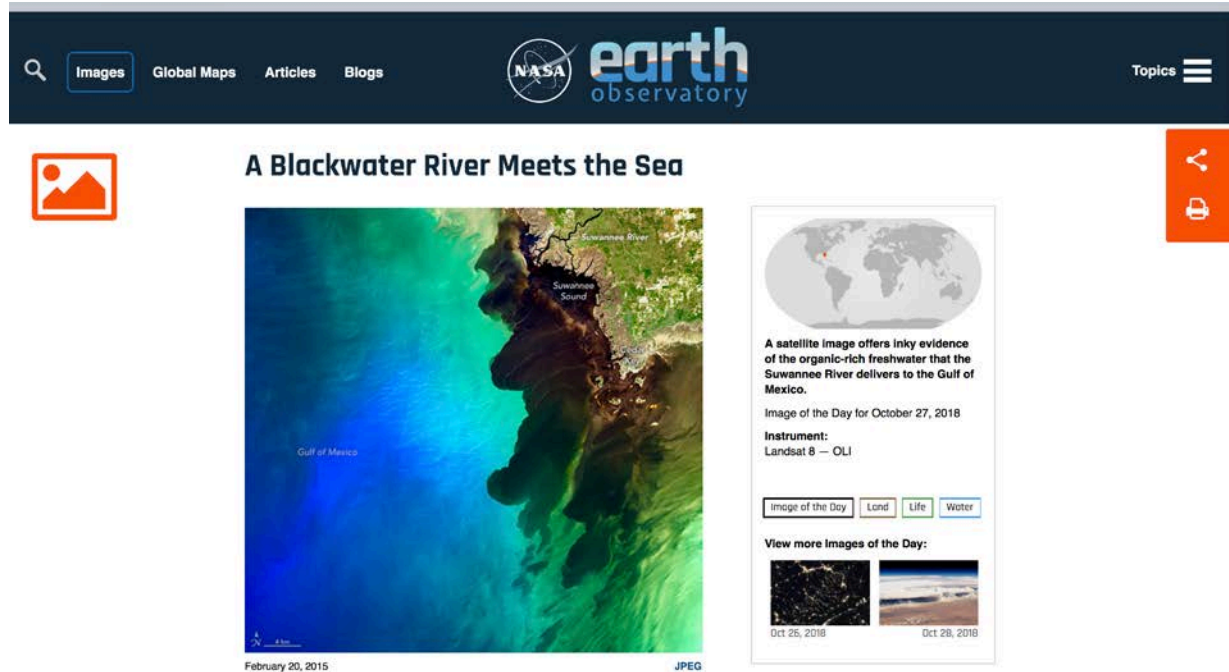 Images Global Maps Articles Blogs
NASA
earth
observatory
Topics
A Blackwater River Meets the Sea
Suwannee River
Suwannee
Sound
Gulf of Mexico
N
February 20, 2015 JPEG
A satellite image offers inky evidence
of the organic-rich freshwater that the
Suwannee River delivers to the Gulf of
Mexico.
Image of the Day for October 27, 2018
Instrument:
Landsat 8 — OLI
Image of the Day Land Life Water
View more Images of the Day:
Oct 28, 2018